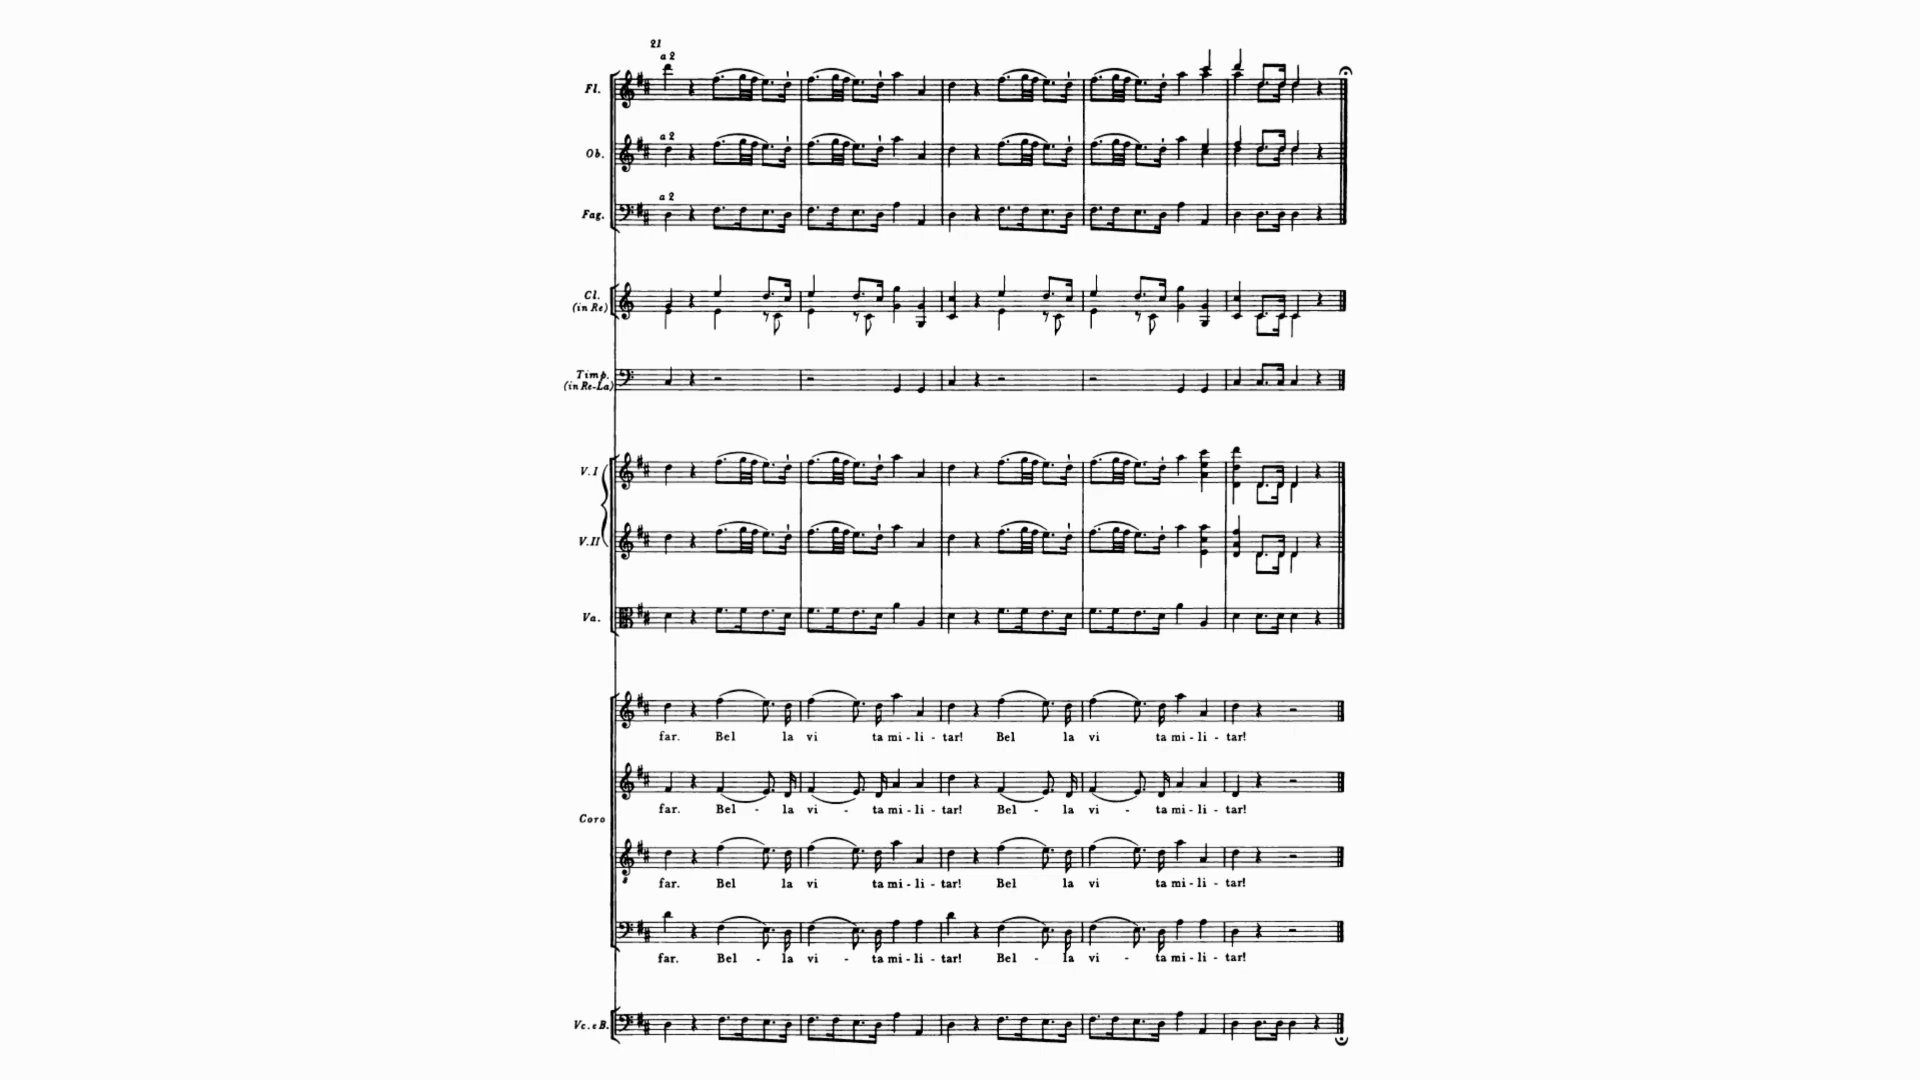 21
a 2
Fl.
a 2
Ob.
a 2
Fag.
Cl.
(in Re)
Timp.
(in Re-La)
V. I
V. II
Va.
far. Bel la vi ta mi - li - tar! Bel la vi ta mi - li - tar!
far. Bel - la vi - ta mi - li - tar! Bel - la vi - ta mi - li - tar!
Coro
far. Bel la vi ta mi - li - tar! Bel la vi ta mi - li - tar!
8
far. Bel - la vi - ta mi - li - tar! Bel - la vi - ta mi - li - tar!
Vc. e B.